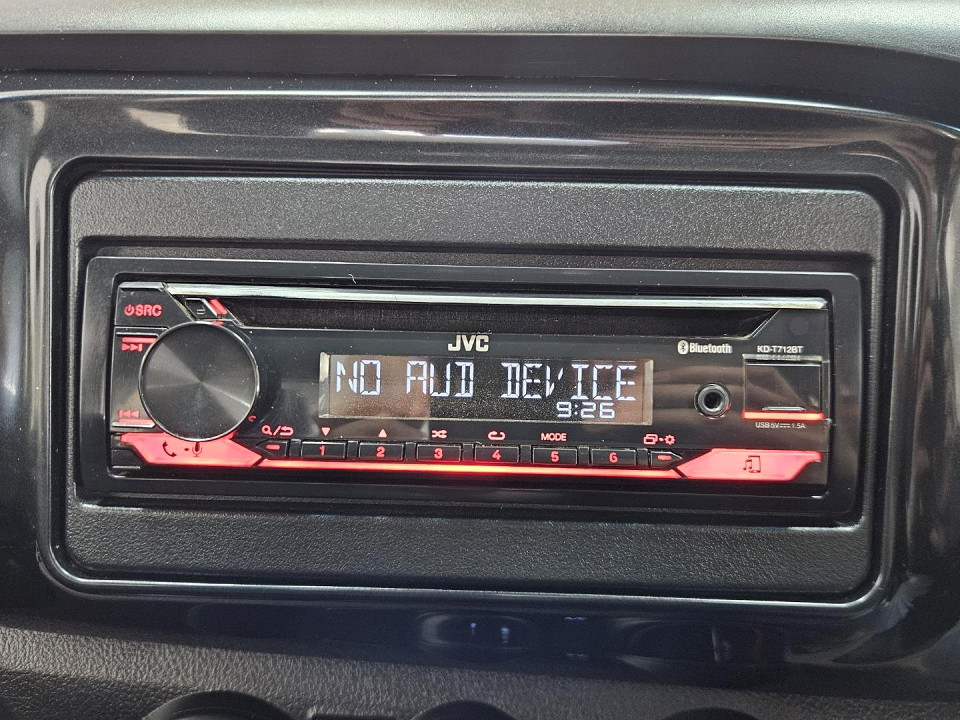 SRC
JVC
Bluetooth
KD-T712BT
NO AUD DEVICE
9:26
USB 5V⎓1.5A
MODE
1 2 3 4 5 6